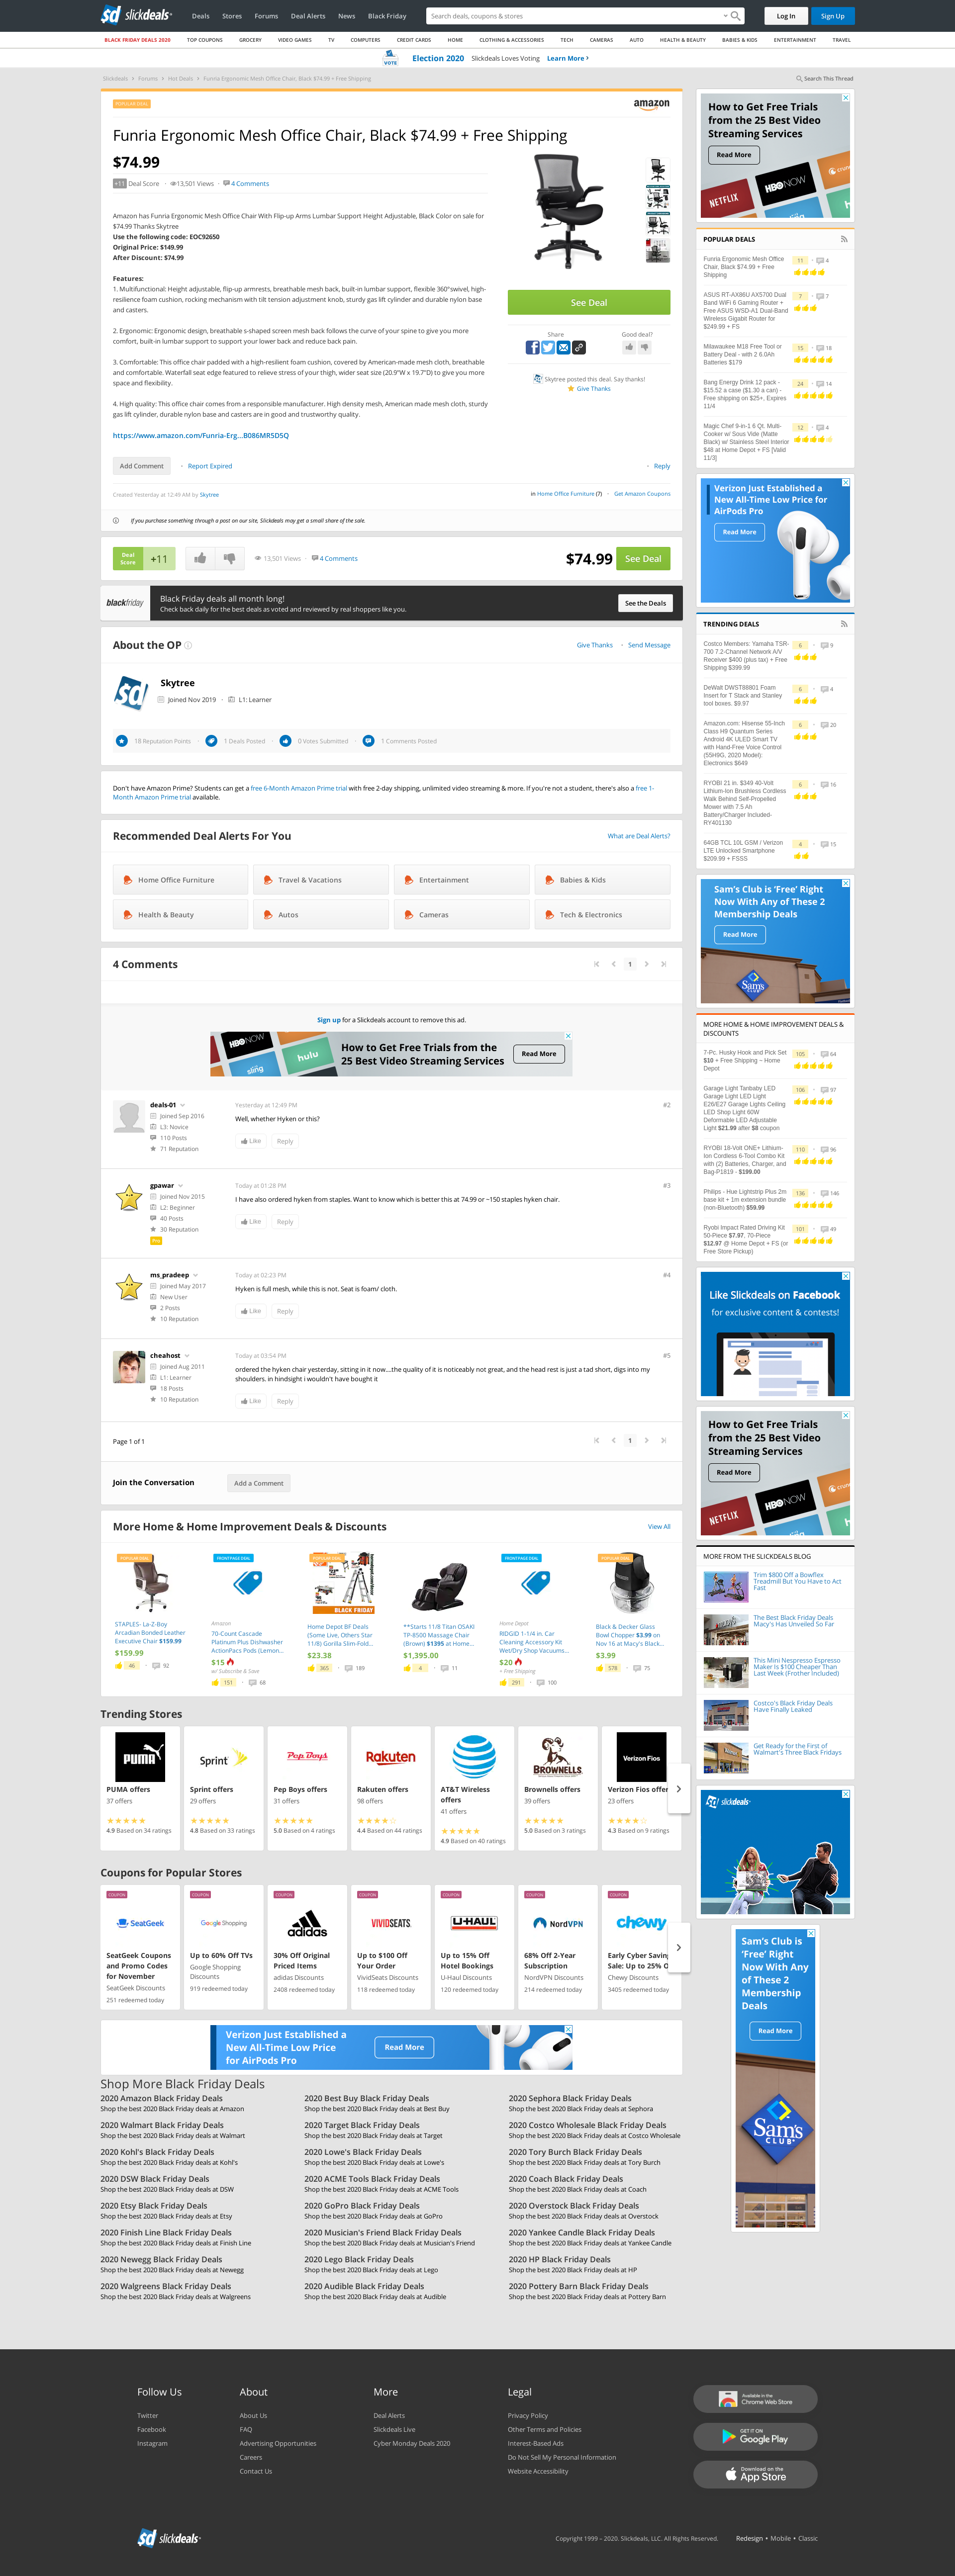 slickdeals
Deals
Stores
Forums
Deal Alerts
News
Black Friday
Search deals, coupons & stores
Log In
Sign Up
BLACK FRIDAY DEALS 2020
TOP COUPONS
GROCERY
VIDEO GAMES
TV
COMPUTERS
CREDIT CARDS
HOME
CLOTHING & ACCESSORIES
TECH
CAMERAS
AUTO
HEALTH & BEAUTY
BABIES & KIDS
ENTERTAINMENT
TRAVEL
VOTE
Election 2020
Slickdeals Loves Voting
Learn More
Slickdeals
Forums
Hot Deals
Funria Ergonomic Mesh Office Chair, Black $74.99 + Free Shipping
Search This Thread
POPULAR DEAL
amazon
Funria Ergonomic Mesh Office Chair, Black $74.99 + Free Shipping
$74.99
+11 Deal Score
13,501 Views
4 Comments
Amazon has Funria Ergonomic Mesh Office Chair With Flip-up Arms Lumbar Support Height Adjustable, Black Color on sale for
$74.99 Thanks Skytree
Use the following code: EOC92650
Original Price: $149.99
After Discount: $74.99
Features:
1. Multifunctional: Height adjustable, flip-up armrests, breathable mesh back, built-in lumbar support, flexible 360°swivel, high-
resilience foam cushion, rocking mechanism with tilt tension adjustment knob, sturdy gas lift cylinder and durable nylon base
and casters.
2. Ergonomic: Ergonomic design, breathable s-shaped screen mesh back follows the curve of your spine to give you more
comfort, built-in lumbar support to support your lower back and reduce back pain.
3. Comfortable: This office chair padded with a high-resilience foam cushion, covered by American-made mesh cloth, breathable
and comfortable. Waterfall seat edge featured to relieve stress of your thigh, wider seat size (20.9"W x 19.7"D) to give you more
space and flexibility.
4. High quality: This office chair comes from a responsible manufacturer. High density mesh, American made mesh cloth, sturdy
gas lift cylinder, durable nylon base and casters are in good and trustworthy quality.
https://www.amazon.com/Funria-Erg...B086MR5D5Q
See Deal
Share
Good deal?
Skytree posted this deal. Say thanks!
Give Thanks
Add Comment
Report Expired
Reply
Created Yesterday at 12:49 AM by Skytree
in Home Office Furniture (7)
Get Amazon Coupons
If you purchase something through a post on our site, Slickdeals may get a small share of the sale.
Deal
Score
+11
13,501 Views
4 Comments
$74.99
See Deal
blackfriday
Black Friday deals all month long!
Check back daily for the best deals as voted and reviewed by real shoppers like you.
See the Deals
About the OP
Give Thanks
Send Message
Skytree
Joined Nov 2019
L1: Learner
18 Reputation Points
1 Deals Posted
0 Votes Submitted
1 Comments Posted
Don't have Amazon Prime? Students can get a free 6-Month Amazon Prime trial with free 2-day shipping, unlimited video streaming & more. If you're not a student, there's also a free 1-
Month Amazon Prime trial available.
Recommended Deal Alerts For You
What are Deal Alerts?
Home Office Furniture
Travel & Vacations
Entertainment
Babies & Kids
Health & Beauty
Autos
Cameras
Tech & Electronics
4 Comments
1
Sign up for a Slickdeals account to remove this ad.
HBO NOW
hulu
sling
How to Get Free Trials from the
25 Best Video Streaming Services
Read More
deals-01
Joined Sep 2016
L3: Novice
110 Posts
71 Reputation
Yesterday at 12:49 PM
#2
Well, whether Hyken or this?
Like
Reply
gpawar
Joined Nov 2015
L2: Beginner
40 Posts
30 Reputation
Today at 01:28 PM
#3
I have also ordered hyken from staples. Want to know which is better this at 74.99 or ~150 staples hyken chair.
Like
Reply
ms_pradeep
Joined May 2017
New User
2 Posts
10 Reputation
Today at 02:23 PM
#4
Hyken is full mesh, while this is not. Seat is foam/ cloth.
Like
Reply
cheahost
Joined Aug 2011
L1: Learner
18 Posts
10 Reputation
Today at 03:54 PM
#5
ordered the hyken chair yesterday, sitting in it now....the quality of it is noticeably not great, and the head rest is just a tad short, digs into my
shoulders. in hindsight i wouldn't have bought it
Like
Reply
Page 1 of 1
1
Join the Conversation
Add a Comment
More Home & Home Improvement Deals & Discounts
View All
POPULAR DEAL
STAPLES- La-Z-Boy
Arcadian Bonded Leather
Executive Chair $159.99
$159.99
46
92
FRONTPAGE DEAL
Amazon
70-Count Cascade
Platinum Plus Dishwasher
ActionPacs Pods (Lemon...
$15
w/ Subscribe & Save
151
68
POPULAR DEAL
BLACK FRIDAY
Home Depot BF Deals
(Some Live, Others Star
11/8) Gorilla Slim-Fold...
$23.38
365
189
**Starts 11/8 Titan OSAKI
TP-8500 Massage Chair
(Brown) $1395 at Home...
$1,395.00
4
11
FRONTPAGE DEAL
Home Depot
RIDGID 1-1/4 in. Car
Cleaning Accessory Kit
Wet/Dry Shop Vacuums...
$20
+ Free Shipping
291
100
POPULAR DEAL
Black & Decker Glass
Bowl Chopper $3.99 on
Nov 16 at Macy's Black...
$3.99
578
75
Trending Stores
PUMA
PUMA offers
37 offers
4.9 Based on 34 ratings
Sprint
Sprint offers
29 offers
4.8 Based on 33 ratings
Pep Boys
Pep Boys offers
31 offers
5.0 Based on 4 ratings
Rakuten
Rakuten offers
98 offers
4.4 Based on 44 ratings
AT&T Wireless
offers
41 offers
4.9 Based on 40 ratings
BROWNELLS
Brownells offers
39 offers
5.0 Based on 3 ratings
Verizon Fios
Verizon Fios offer
23 offers
4.3 Based on 9 ratings
Coupons for Popular Stores
COUPON
SeatGeek
SeatGeek Coupons
and Promo Codes
for November
SeatGeek Discounts
251 redeemed today
COUPON
Google Shopping
Up to 60% Off TVs
Google Shopping
Discounts
919 redeemed today
COUPON
adidas
30% Off Original
Priced Items
adidas Discounts
2408 redeemed today
COUPON
VIVIDSEATS
Up to $100 Off
Your Order
VividSeats Discounts
118 redeemed today
COUPON
U-HAUL
Up to 15% Off
Hotel Bookings
U-Haul Discounts
120 redeemed today
COUPON
NordVPN
68% Off 2-Year
Subscription
NordVPN Discounts
214 redeemed today
COUPON
chewy
Early Cyber Saving
Sale: Up to 25% O
Chewy Discounts
3405 redeemed today
Verizon Just Established a
New All-Time Low Price
for AirPods Pro
Read More
Shop More Black Friday Deals
2020 Amazon Black Friday Deals
Shop the best 2020 Black Friday deals at Amazon
2020 Best Buy Black Friday Deals
Shop the best 2020 Black Friday deals at Best Buy
2020 Sephora Black Friday Deals
Shop the best 2020 Black Friday deals at Sephora
2020 Walmart Black Friday Deals
Shop the best 2020 Black Friday deals at Walmart
2020 Target Black Friday Deals
Shop the best 2020 Black Friday deals at Target
2020 Costco Wholesale Black Friday Deals
Shop the best 2020 Black Friday deals at Costco Wholesale
2020 Kohl's Black Friday Deals
Shop the best 2020 Black Friday deals at Kohl's
2020 Lowe's Black Friday Deals
Shop the best 2020 Black Friday deals at Lowe's
2020 Tory Burch Black Friday Deals
Shop the best 2020 Black Friday deals at Tory Burch
2020 DSW Black Friday Deals
Shop the best 2020 Black Friday deals at DSW
2020 ACME Tools Black Friday Deals
Shop the best 2020 Black Friday deals at ACME Tools
2020 Coach Black Friday Deals
Shop the best 2020 Black Friday deals at Coach
2020 Etsy Black Friday Deals
Shop the best 2020 Black Friday deals at Etsy
2020 GoPro Black Friday Deals
Shop the best 2020 Black Friday deals at GoPro
2020 Overstock Black Friday Deals
Shop the best 2020 Black Friday deals at Overstock
2020 Finish Line Black Friday Deals
Shop the best 2020 Black Friday deals at Finish Line
2020 Musician's Friend Black Friday Deals
Shop the best 2020 Black Friday deals at Musician's Friend
2020 Yankee Candle Black Friday Deals
Shop the best 2020 Black Friday deals at Yankee Candle
2020 Newegg Black Friday Deals
Shop the best 2020 Black Friday deals at Newegg
2020 Lego Black Friday Deals
Shop the best 2020 Black Friday deals at Lego
2020 HP Black Friday Deals
Shop the best 2020 Black Friday deals at HP
2020 Walgreens Black Friday Deals
Shop the best 2020 Black Friday deals at Walgreens
2020 Audible Black Friday Deals
Shop the best 2020 Black Friday deals at Audible
2020 Pottery Barn Black Friday Deals
Shop the best 2020 Black Friday deals at Pottery Barn
How to Get Free Trials
from the 25 Best Video
Streaming Services
Read More
NETFLIX
HBO NOW
POPULAR DEALS
Funria Ergonomic Mesh Office
Chair, Black $74.99 + Free
Shipping
11
4
ASUS RT-AX86U AX5700 Dual
Band WiFi 6 Gaming Router +
Free ASUS WSD-A1 Dual-Band
Wireless Gigabit Router for
$249.99 + FS
7
7
Milwaukee M18 Free Tool or
Battery Deal - with 2 6.0Ah
Batteries $179
15
18
Bang Energy Drink 12 pack -
$15.52 a case ($1.30 a can) -
Free shipping on $25+, Expires
11/4
24
14
Magic Chef 9-in-1 6 Qt. Multi-
Cooker w/ Sous Vide (Matte
Black) w/ Stainless Steel Interior
$48 at Home Depot + FS [Valid
11/3]
12
4
Verizon Just Established a
New All-Time Low Price for
AirPods Pro
Read More
TRENDING DEALS
Costco Members: Yamaha TSR-
700 7.2-Channel Network A/V
Receiver $400 (plus tax) + Free
Shipping $399.99
6
9
DeWalt DWST88801 Foam
Insert for T Stack and Stanley
tool boxes. $9.97
6
4
Amazon.com: Hisense 55-Inch
Class H9 Quantum Series
Android 4K ULED Smart TV
with Hand-Free Voice Control
(55H9G, 2020 Model):
Electronics $649
6
20
RYOBI 21 in. $349 40-Volt
Lithium-Ion Brushless Cordless
Walk Behind Self-Propelled
Mower with 7.5 Ah
Battery/Charger Included-
RY401130
6
16
64GB TCL 10L GSM / Verizon
LTE Unlocked Smartphone
$209.99 + FSSS
4
15
Sam's Club is 'Free' Right
Now With Any of These 2
Membership Deals
Read More
Sam's
CLUB
MORE HOME & HOME IMPROVEMENT DEALS &
DISCOUNTS
7-Pc. Husky Hook and Pick Set
$10 + Free Shipping – Home
Depot
105
64
Garage Light Tanbaby LED
Garage Light LED Light
E26/E27 Garage Lights Ceiling
LED Shop Light 60W
Deformable LED Adjustable
Light $21.99 after $8 coupon
106
97
RYOBI 18-Volt ONE+ Lithium-
Ion Cordless 6-Tool Combo Kit
with (2) Batteries, Charger, and
Bag-P1819 - $199.00
110
96
Philips - Hue Lightstrip Plus 2m
base kit + 1m extension bundle
(non-Bluetooth) $59.99
136
146
Ryobi Impact Rated Driving Kit
50-Piece $7.97, 70-Piece
$12.97 @ Home Depot + FS (or
Free Store Pickup)
101
49
Like Slickdeals on Facebook
for exclusive content & contests!
How to Get Free Trials
from the 25 Best Video
Streaming Services
Read More
NETFLIX
HBO NOW
MORE FROM THE SLICKDEALS BLOG
Trim $800 Off a Bowflex
Treadmill But You Have to Act
Fast
The Best Black Friday Deals
Macy's Has Unveiled So Far
This Mini Nespresso Espresso
Maker Is $100 Cheaper Than
Last Week (Frother Included)
Costco's Black Friday Deals
Have Finally Leaked
Get Ready for the First of
Walmart's Three Black Fridays
slickdeals
Sam's Club is
'Free' Right
Now With Any
of These 2
Membership
Deals
Read More
Sam's
CLUB
Follow Us
Twitter
Facebook
Instagram
About
About Us
FAQ
Advertising Opportunities
Careers
Contact Us
More
Deal Alerts
Slickdeals Live
Cyber Monday Deals 2020
Legal
Privacy Policy
Other Terms and Policies
Interest-Based Ads
Do Not Sell My Personal Information
Website Accessibility
Available in the
Chrome Web Store
GET IT ON
Google Play
Download on the
App Store
slickdeals
Copyright 1999 – 2020. Slickdeals, LLC. All Rights Reserved.
Redesign • Mobile • Classic